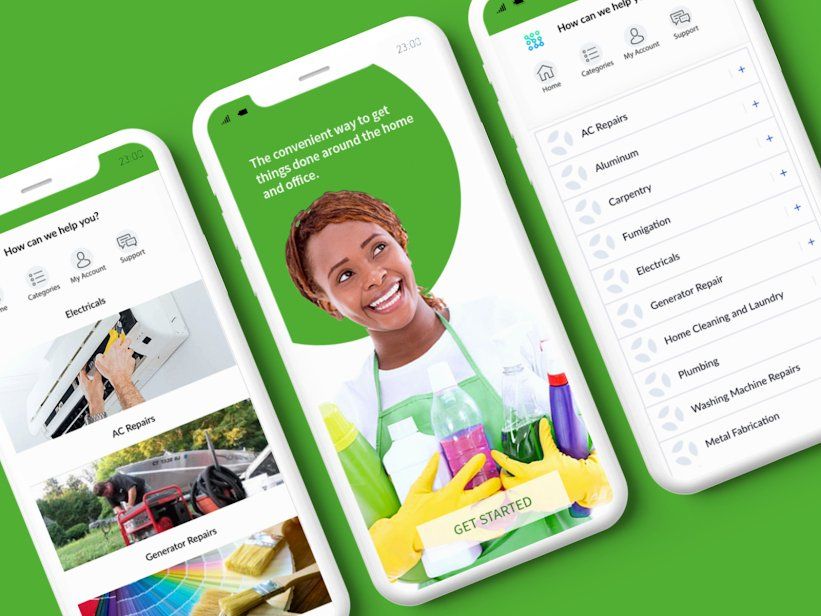 23:00
How can we help you?
Categories
My Account
Support
Electricals
AC Repairs
Generator Repairs
23:00
The convenient way to get
things done around the home
and office.
GET STARTED
How can we help you
Home
Categories
My Account
Support
AC Repairs
+
Aluminum
+
Carpentry
+
Fumigation
+
Electricals
+
Generator Repair
+
Home Cleaning and Laundry
Plumbing
Washing Machine Repairs
Metal Fabrication